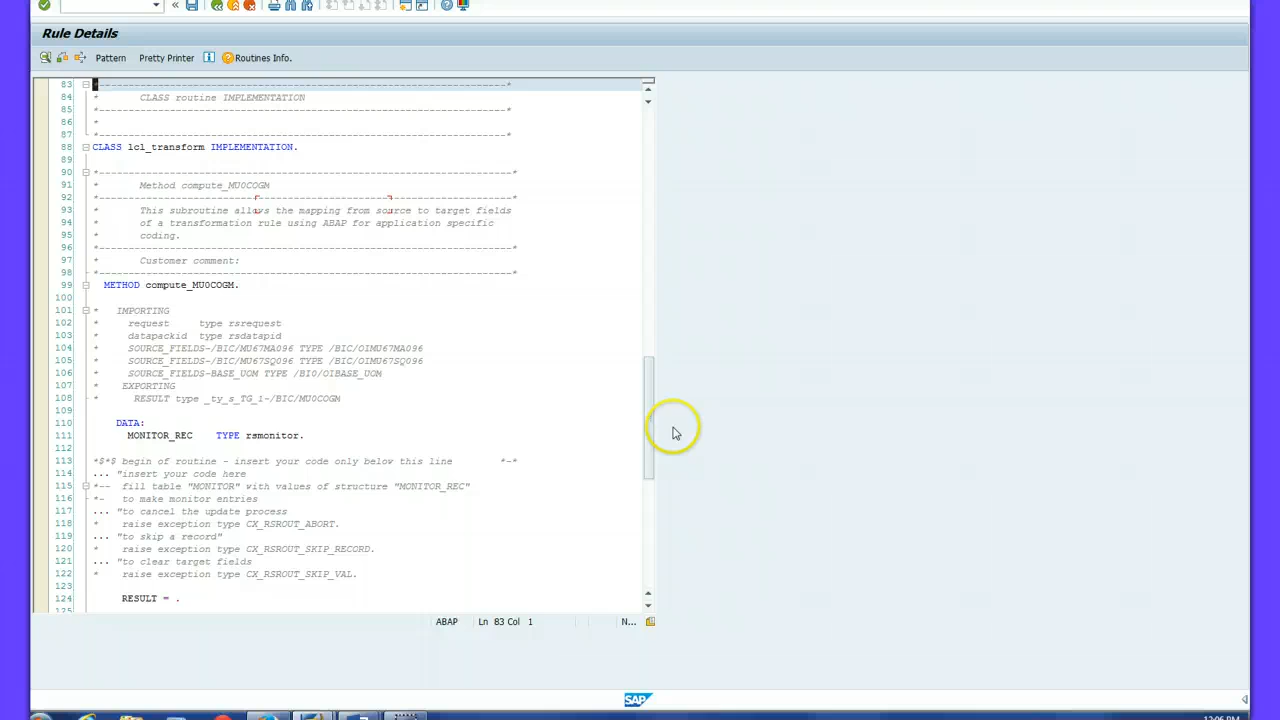 Rule Details
Pattern Pretty Printer Routines Info.
83 *----------------------------------------------------------------------*
84 * CLASS routine IMPLEMENTATION
85 *----------------------------------------------------------------------*
86 *
87 *----------------------------------------------------------------------*
88 CLASS lcl_transform IMPLEMENTATION.
89
90 *-----------------------------------------------------------------------*
91 * Method compute_MU0COGM
92 *-----------------------------------------------------------------------*
93 * This subroutine allows the mapping from source to target fields
94 * of a transformation rule using ABAP for application specific
95 * coding.
96 *-----------------------------------------------------------------------*
97 * Customer comment:
98 *-----------------------------------------------------------------------*
99 METHOD compute_MU0COGM.
100
101 * IMPORTING
102 * request type rsrequest
103 * datapackid type rsdatapid
104 * SOURCE_FIELDS-/BIC/MU67MA096 TYPE /BIC/OIMU67MA096
105 * SOURCE_FIELDS-/BIC/MU67SQ096 TYPE /BIC/OIMU67SQ096
106 * SOURCE_FIELDS-BASE_UOM TYPE /BI0/OIBASE_UOM
107 * EXPORTING
108 * RESULT type _ty_s_TG_1-/BIC/MU0COGM
109
110 DATA:
111 MONITOR_REC TYPE rsmonitor.
112
113 *$*$ begin of routine - insert your code only below this line *-*
114 ... "insert your code here
115 *-- fill table "MONITOR" with values of structure "MONITOR_REC"
116 *- to make monitor entries
117 ... "to cancel the update process
118 * raise exception type CX_RSROUT_ABORT.
119 ... "to skip a record"
120 * raise exception type CX_RSROUT_SKIP_RECORD.
121 ... "to clear target fields
122 * raise exception type CX_RSROUT_SKIP_VAL.
123
124 RESULT = .
125
ABAP Ln 83 Col 1 N...
SAP
12:06 PM